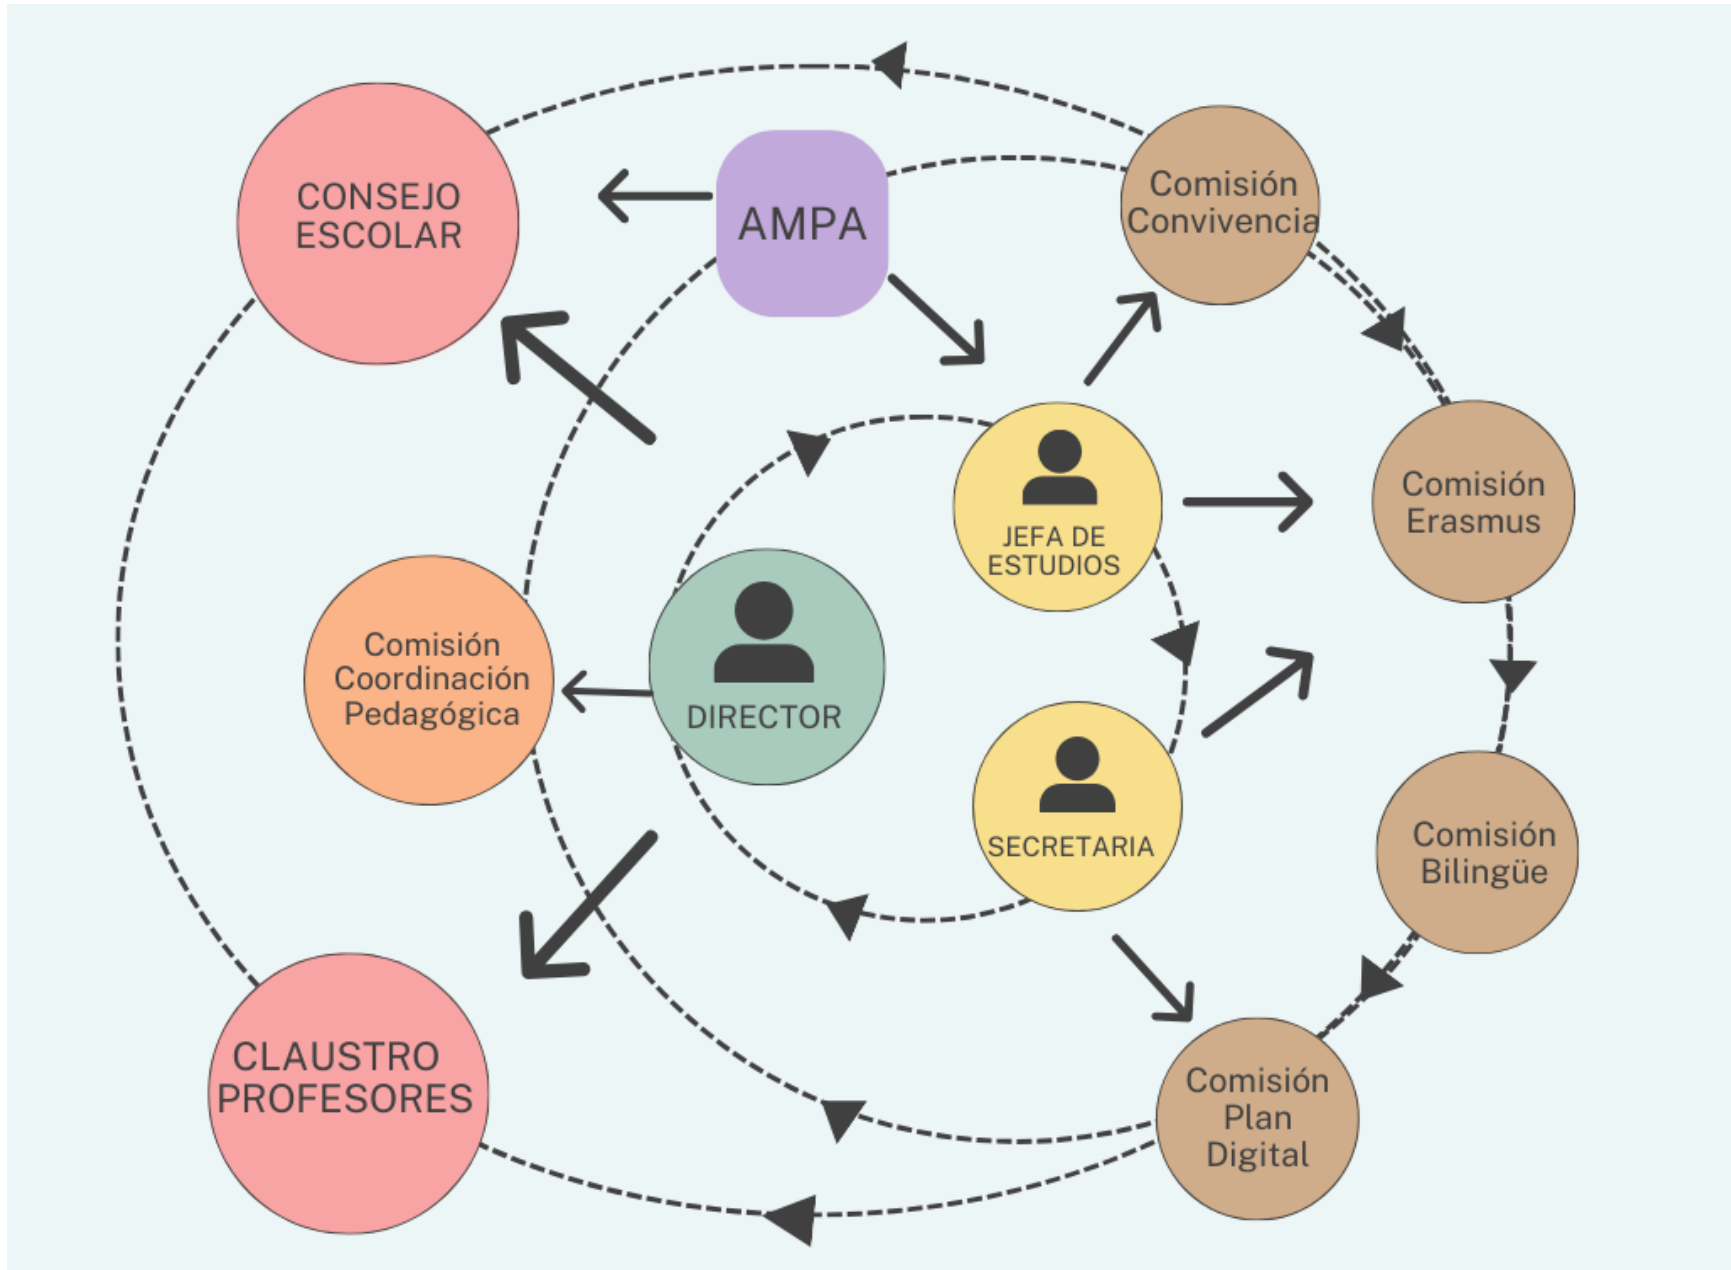 CONSEJO
ESCOLAR
AMPA
Comisión
Convivencia
JEFA DE
ESTUDIOS
Comisión
Erasmus
Comisión
Coordinación
Pedagógica
DIRECTOR
SECRETARIA
Comisión
Bilingüe
CLAUSTRO
PROFESORES
Comisión
Plan
Digital